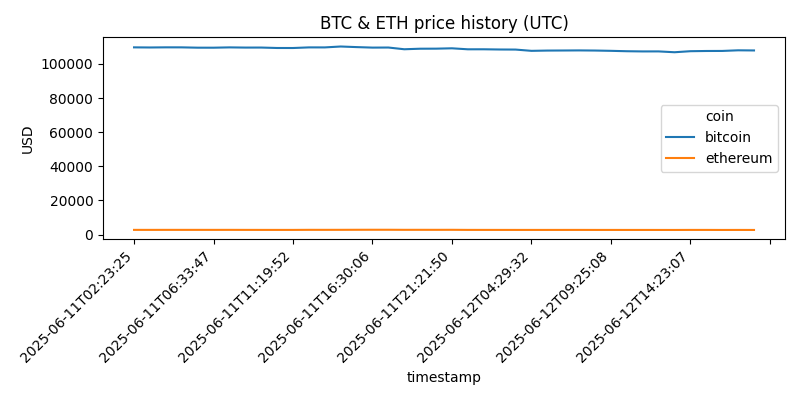 BTC & ETH price history (UTC)
USD
100000
80000
60000
40000
20000
0
coin
bitcoin
ethereum
2025-06-11T02:23:25
2025-06-11T06:33:47
2025-06-11T11:19:52
2025-06-11T16:30:06
2025-06-11T21:21:50
2025-06-12T04:29:32
2025-06-12T09:25:08
2025-06-12T14:23:07
timestamp